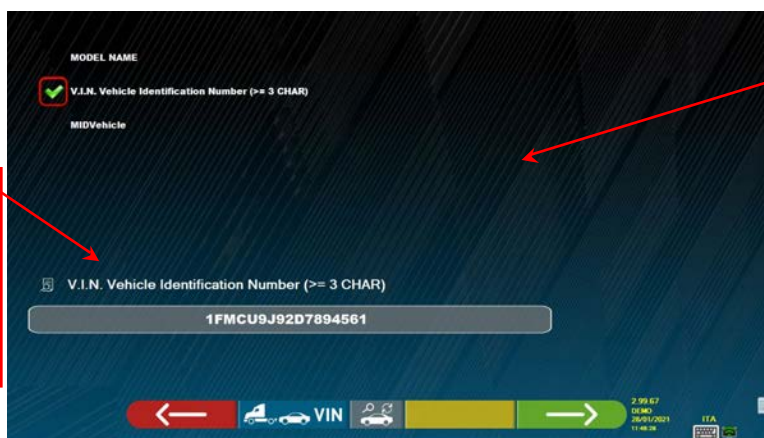 MODEL NAME
V.I.N. Vehicle Identification Number (>= 3 CHAR)
MIDVehicle
V.I.N. Vehicle Identification Number (>= 3 CHAR)
1FMCU9J92D7894561
VIN
2.99.67
DEMO
26/01/2021
11:48:28
ITA